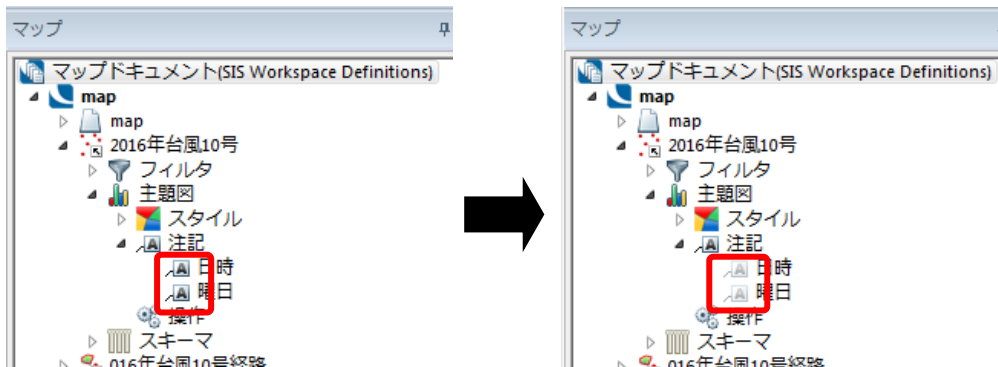 マップ
マップドキュメント(SIS Workspace Definitions)
map
map
2016年台風10号
フィルタ
主題図
スタイル
注記
日時
曜日
操作
スキーマ
016年台風10号経路
マップ
マップドキュメント(SIS Workspace Definitions)
map
map
2016年台風10号
フィルタ
主題図
スタイル
注記
日時
曜日
操作
スキーマ
016年台風10号経路